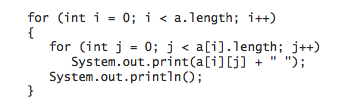 for (int i = 0; i < a.length; i++)
{
   for (int j = 0; j < a[i].length; j++)
      System.out.print(a[i][j] + " ");
   System.out.println();
}